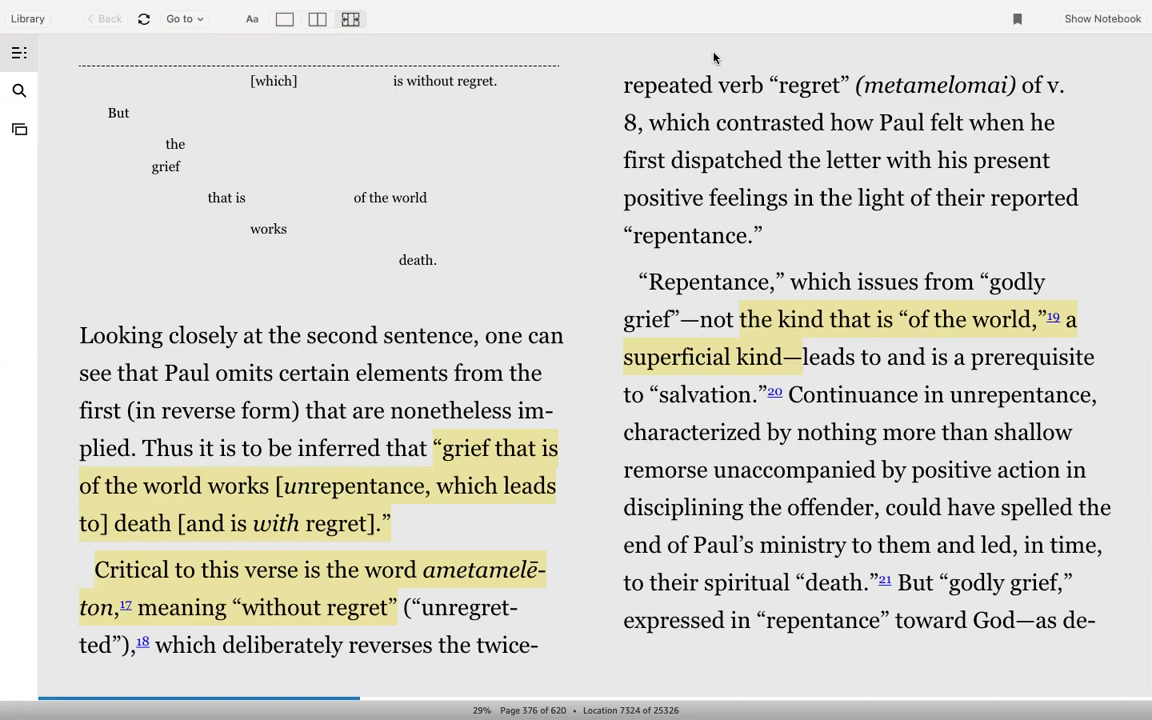 Library
Back
Go to
Aa
Show Notebook
[which] is without regret.
But
the
grief
that is of the world
works
death.
Looking closely at the second sentence, one can
see that Paul omits certain elements from the
first (in reverse form) that are nonetheless im-
plied. Thus it is to be inferred that “grief that is
of the world works [unrepentance, which leads
to] death [and is with regret].”
Critical to this verse is the word ametamelē-
ton,17 meaning “without regret” (“unregret-
ted”),18 which deliberately reverses the twice-
repeated verb “regret” (metamelomai) of v.
8, which contrasted how Paul felt when he
first dispatched the letter with his present
positive feelings in the light of their reported
“repentance.”
“Repentance,” which issues from “godly
grief”—not the kind that is “of the world,”19 a
superficial kind—leads to and is a prerequisite
to “salvation.”20 Continuance in unrepentance,
characterized by nothing more than shallow
remorse unaccompanied by positive action in
disciplining the offender, could have spelled the
end of Paul’s ministry to them and led, in time,
to their spiritual “death.”21 But “godly grief,”
expressed in “repentance” toward God—as de-
29% Page 376 of 620 • Location 7324 of 25326